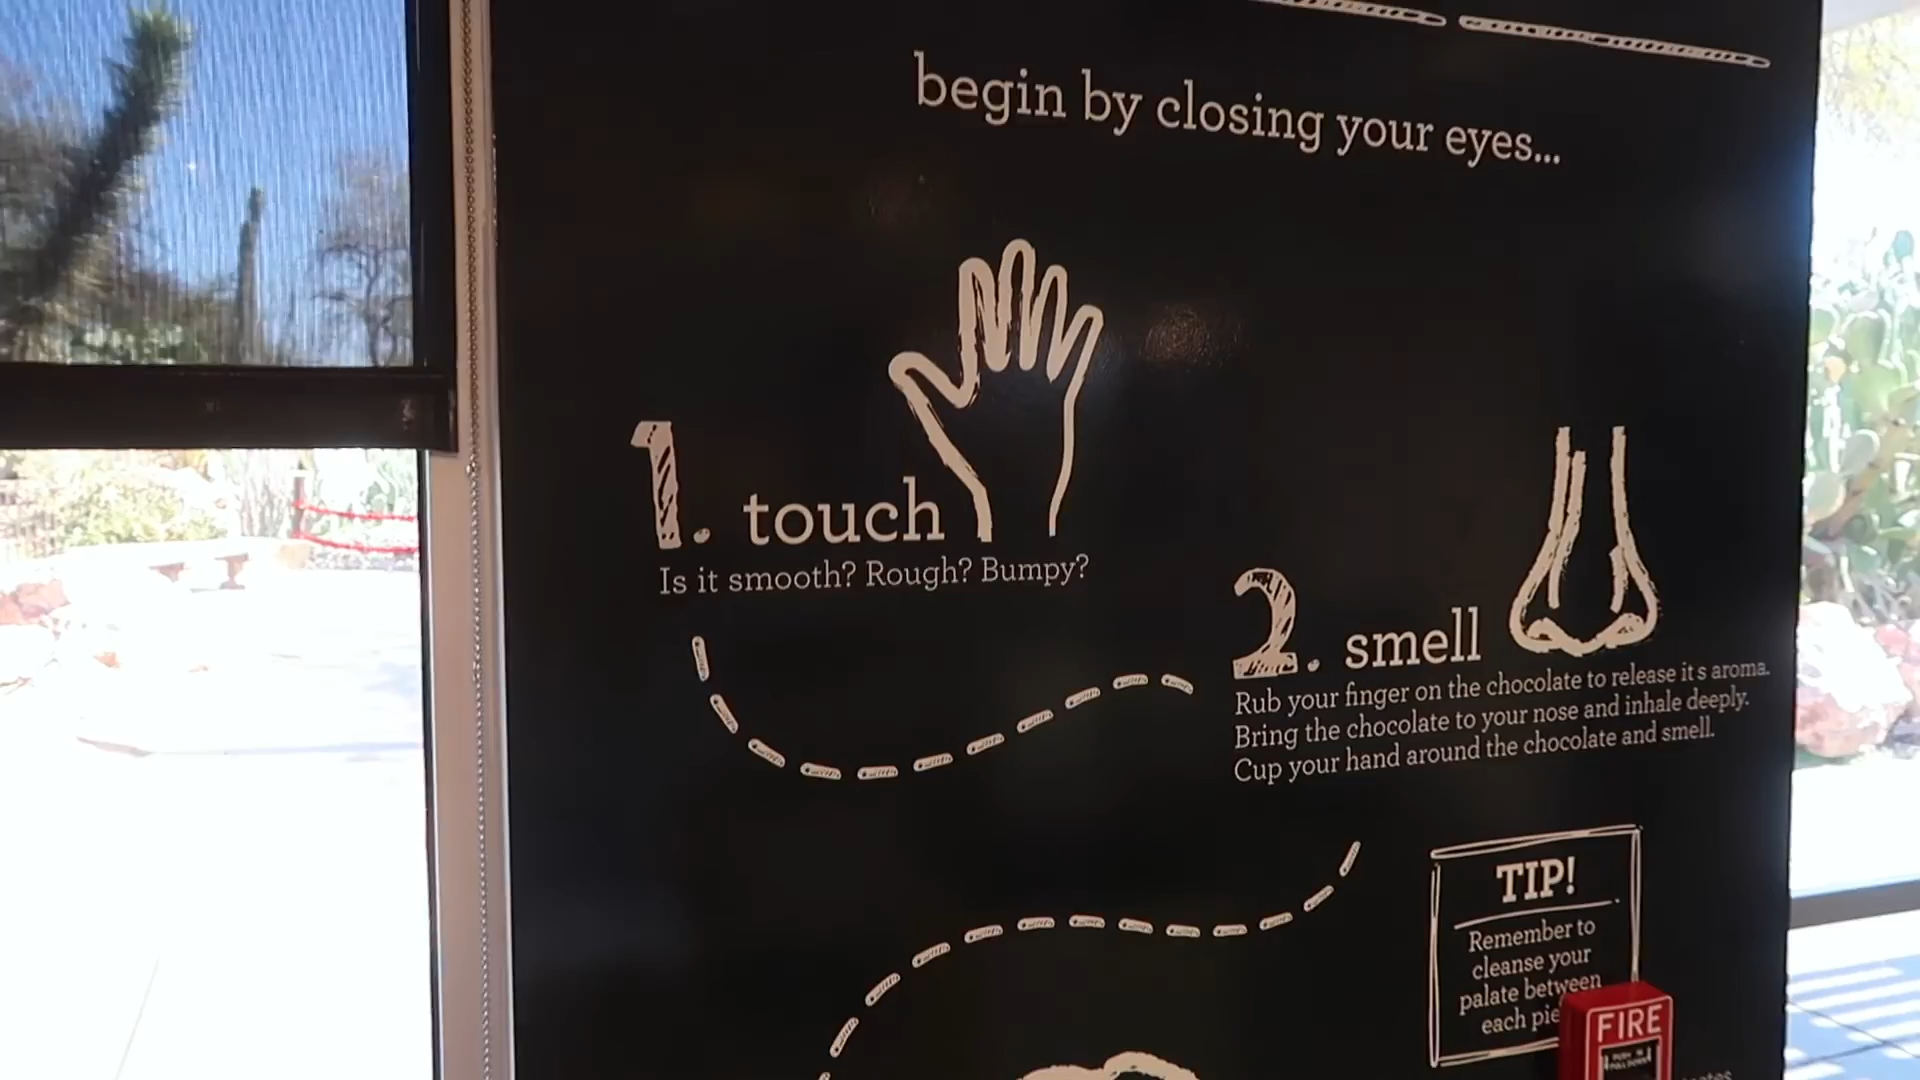 begin by closing your eyes...
1. touch
Is it smooth? Rough? Bumpy?
2. smell
Rub your finger on the chocolate to release it s aroma.
Bring the chocolate to your nose and inhale deeply.
Cup your hand around the chocolate and smell.
TIP!
Remember to
cleanse your
palate between
each pie
FIRE